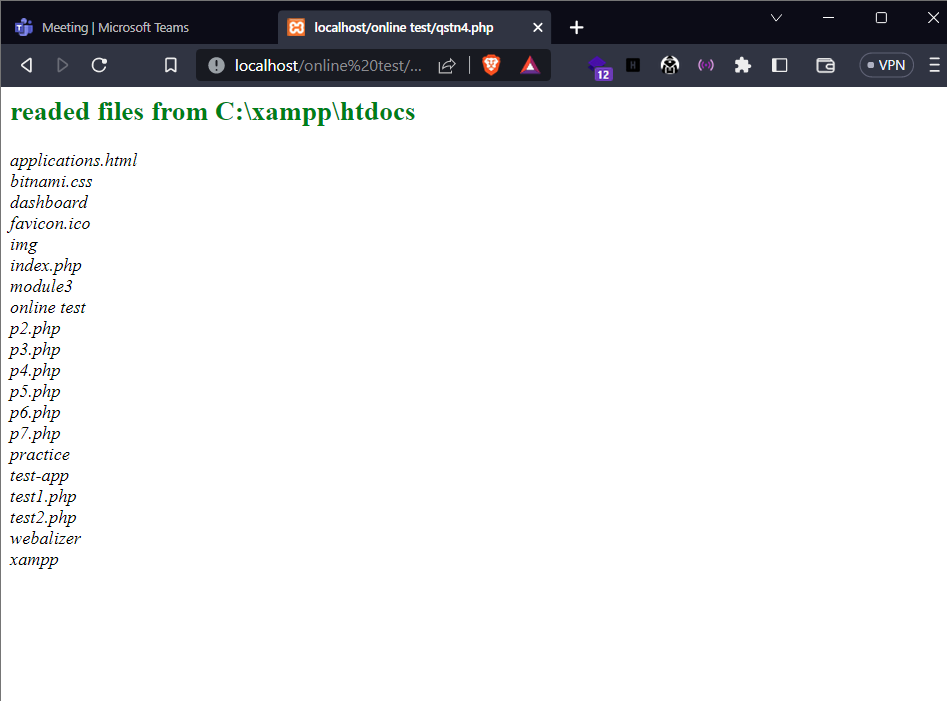 Meeting | Microsoft Teams
localhost/online test/qstn4.php
localhost/online%20test/...
12
VPN
readed files from C:\xampp\htdocs
applications.html
bitnami.css
dashboard
favicon.ico
img
index.php
module3
online test
p2.php
p3.php
p4.php
p5.php
p6.php
p7.php
practice
test-app
test1.php
test2.php
webalizer
xampp